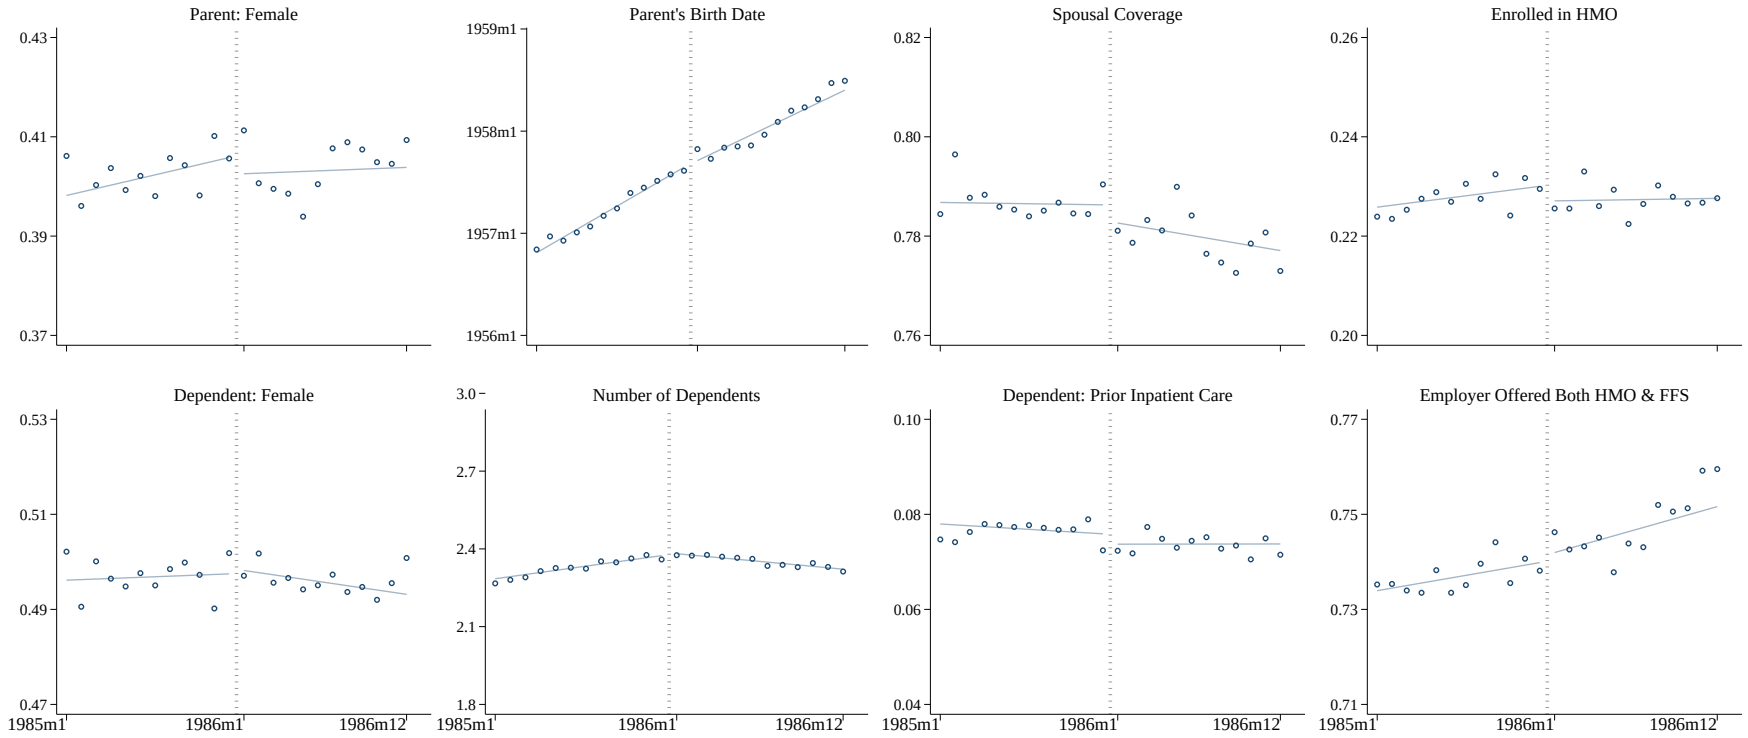 Parent: Female
0.43
0.41
0.39
0.37
Parent's Birth Date
1959m1
1958m1
1957m1
1956m1
Spousal Coverage
0.82
0.80
0.78
0.76
Enrolled in HMO
0.26
0.24
0.22
0.20
Dependent: Female
0.53
0.51
0.49
0.47
1985m1 1986m1 1986m12
Number of Dependents
3.0
2.7
2.4
2.1
1.8
1985m1 1986m1 1986m12
Dependent: Prior Inpatient Care
0.10
0.08
0.06
0.04
1985m1 1986m1 1986m12
Employer Offered Both HMO & FFS
0.77
0.75
0.73
0.71
1985m1 1986m1 1986m12